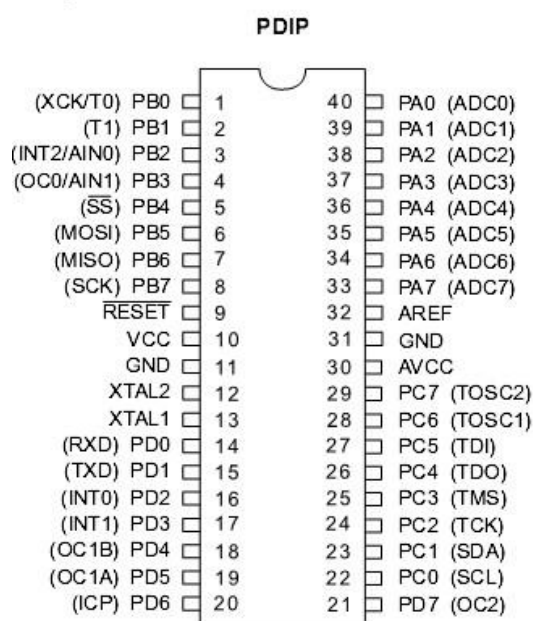 PDIP
(XCK/T0) PB0 1 40 PA0 (ADC0)
(T1) PB1 2 39 PA1 (ADC1)
(INT2/AIN0) PB2 3 38 PA2 (ADC2)
(OC0/AIN1) PB3 4 37 PA3 (ADC3)
(S̅S̅) PB4 5 36 PA4 (ADC4)
(MOSI) PB5 6 35 PA5 (ADC5)
(MISO) PB6 7 34 PA6 (ADC6)
(SCK) PB7 8 33 PA7 (ADC7)
R̅E̅S̅E̅T̅ 9 32 AREF
VCC 10 31 GND
GND 11 30 AVCC
XTAL2 12 29 PC7 (TOSC2)
XTAL1 13 28 PC6 (TOSC1)
(RXD) PD0 14 27 PC5 (TDI)
(TXD) PD1 15 26 PC4 (TDO)
(INT0) PD2 16 25 PC3 (TMS)
(INT1) PD3 17 24 PC2 (TCK)
(OC1B) PD4 18 23 PC1 (SDA)
(OC1A) PD5 19 22 PC0 (SCL)
(ICP) PD6 20 21 PD7 (OC2)